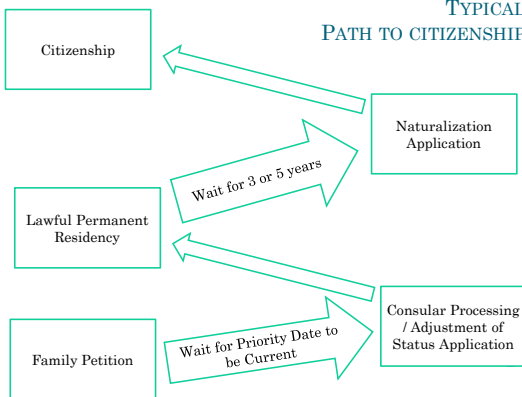 TYPICAL
PATH TO CITIZENSHIP
Citizenship
Naturalization
Application
Wait for 3 or 5 years
Lawful Permanent
Residency
Consular Processing
/ Adjustment of
Status Application
Wait for Priority Date to
be Current
Family Petition